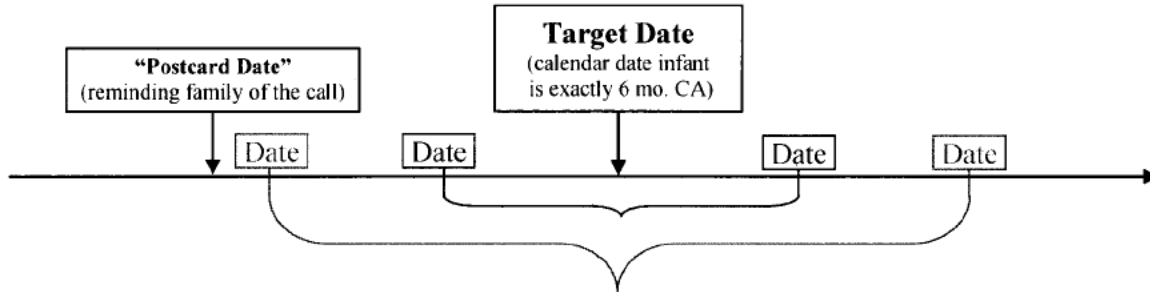 Target Date
(calendar date infant
is exactly 6 mo. CA)
“Postcard Date”
(reminding family of the call)
Date
Date
Date
Date